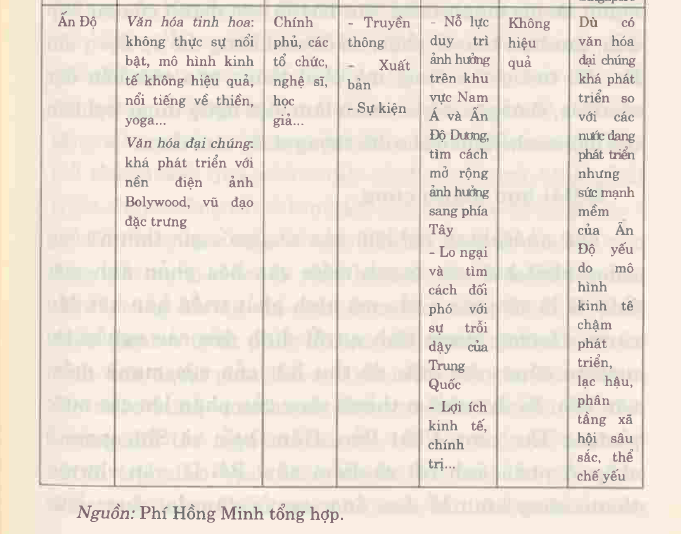 Ấn Độ
Văn hóa tinh hoa:
không thực sự nổi
bật, mô hình kinh
tế không hiệu quả,
nổi tiếng về thiền,
yoga...
Văn hóa đại chúng:
khá phát triển với
nền điện ảnh
Bolywood, vũ đạo
đặc trưng
Chính
phủ, các
tổ chức,
nghệ sĩ,
học
giả...
- Truyền
thông
- Xuất
bản
- Sự kiện
- Nỗ lực
duy trì
ảnh hưởng
trên khu
vực Nam
Á và Ấn
Độ Dương,
tìm cách
mở rộng
ảnh hưởng
sang phía
Tây
- Lo ngại
và tìm
cách đối
phó với
sự trỗi
dậy của
Trung
Quốc
- Lợi ích
kinh tế,
chính
trị...
Không
hiệu
quả
Dù có
văn hóa
đại chúng
khá phát
triển so
với các
nước đang
phát triển
nhưng
sức mạnh
mềm
của Ấn
Độ yếu
do mô
hình
kinh tế
chậm
phát
triển,
lạc hậu,
phân
tầng xã
hội sâu
sắc, thể
chế yếu
Nguồn: Phí Hồng Minh tổng hợp.